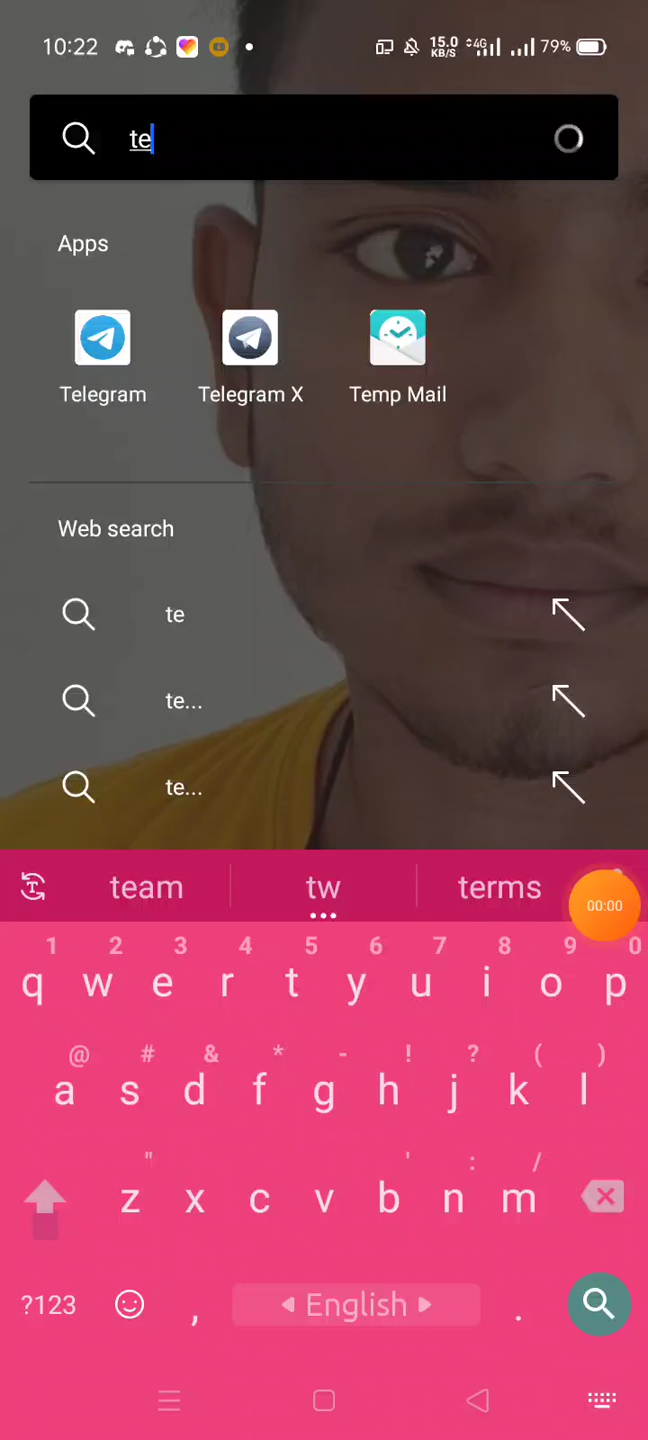 10:22 15.0 KB/S 4G 79%
te
Apps
Telegram Telegram X Temp Mail
Web search
te
te...
te...
team tw terms
00:00
1 2 3 4 5 6 7 8 9 0
q w e r t y u i o p
@ # & * - ! ? ( )
a s d f g h j k l
" ' : /
z x c v b n m
?123 , English .